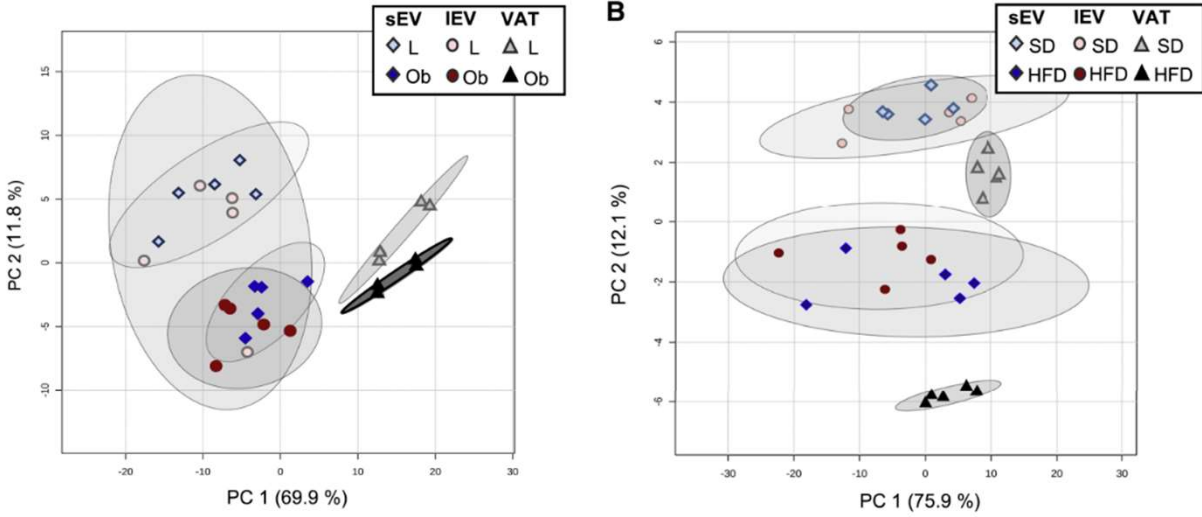 sEV lEV VAT
L L L
Ob Ob Ob
15
10
5
0
-5
-10
-20 -10 0 10 20 30
PC 1 (69.9 %)
PC 2 (11.8 %)
B
sEV lEV VAT
SD SD SD
HFD HFD HFD
6
4
2
0
-2
-4
-6
-30 -20 -10 0 10 20 30
PC 1 (75.9 %)
PC 2 (12.1 %)